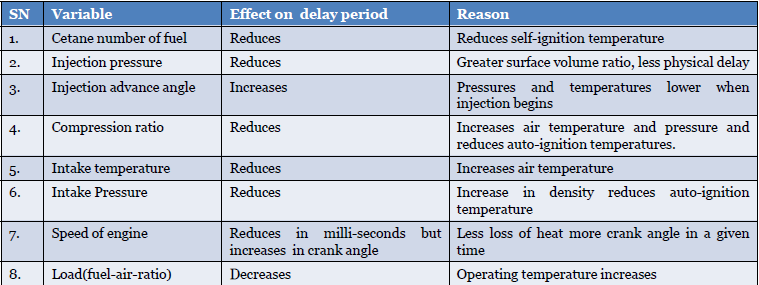 SN Variable Effect on delay period Reason
1. Cetane number of fuel Reduces Reduces self-ignition temperature
2. Injection pressure Reduces Greater surface volume ratio, less physical delay
3. Injection advance angle Increases Pressures and temperatures lower when
injection begins
4. Compression ratio Reduces Increases air temperature and pressure and
reduces auto-ignition temperatures.
5. Intake temperature Reduces Increases air temperature
6. Intake Pressure Reduces Increase in density reduces auto-ignition
temperature
7. Speed of engine Reduces in milli-seconds but Less loss of heat more crank angle in a given
increases in crank angle time
8. Load(fuel-air-ratio) Decreases Operating temperature increases